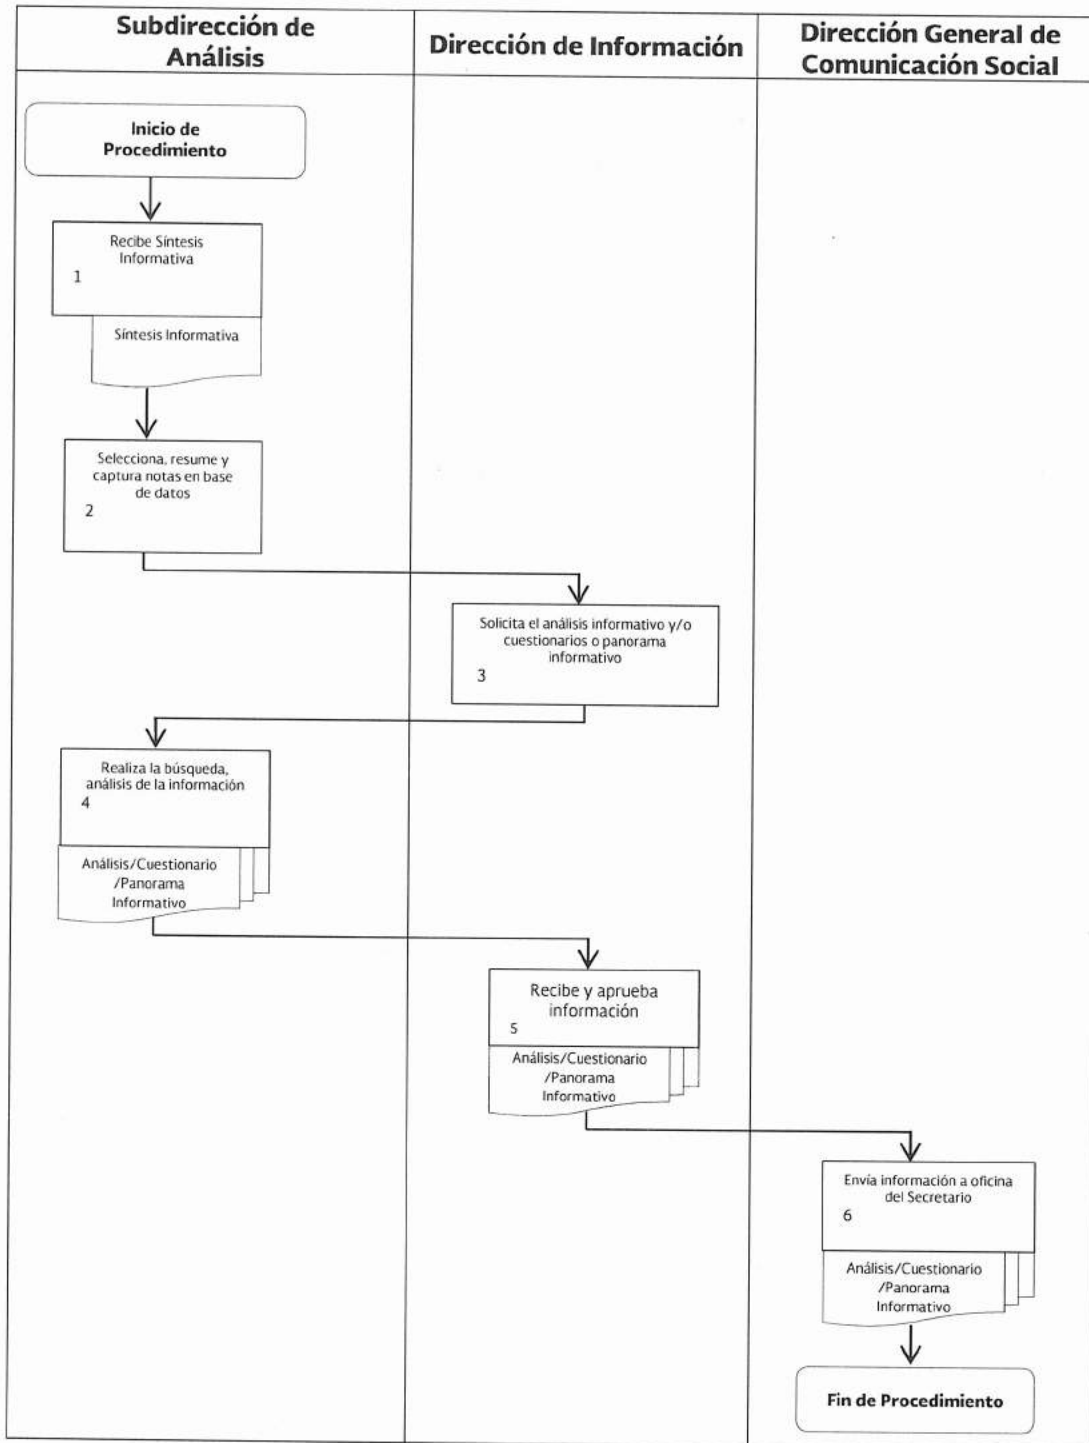 Subdirección de
Análisis
Dirección de Información
Dirección General de
Comunicación Social
Inicio de
Procedimiento
Recibe Síntesis
Informativa
1
Síntesis Informativa
Selecciona, resume y
captura notas en base
de datos
2
Solicita el análisis informativo y/o
cuestionarios o panorama
informativo
3
Realiza la búsqueda,
análisis de la información
4
Análisis/Cuestionario
/Panorama
Informativo
Recibe y aprueba
información
5
Análisis/Cuestionario
/Panorama
Informativo
Envía información a oficina
del Secretario
6
Análisis/Cuestionario
/Panorama
Informativo
Fin de Procedimiento